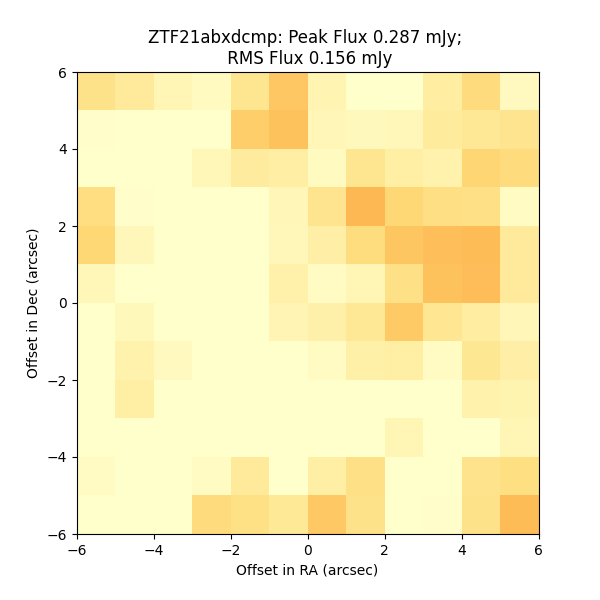 ZTF21abxdcmp: Peak Flux 0.287 mJy;
RMS Flux 0.156 mJy
6
4
2
0
−2
−4
−6
Offset in Dec (arcsec)
−6 −4 −2 0 2 4 6
Offset in RA (arcsec)